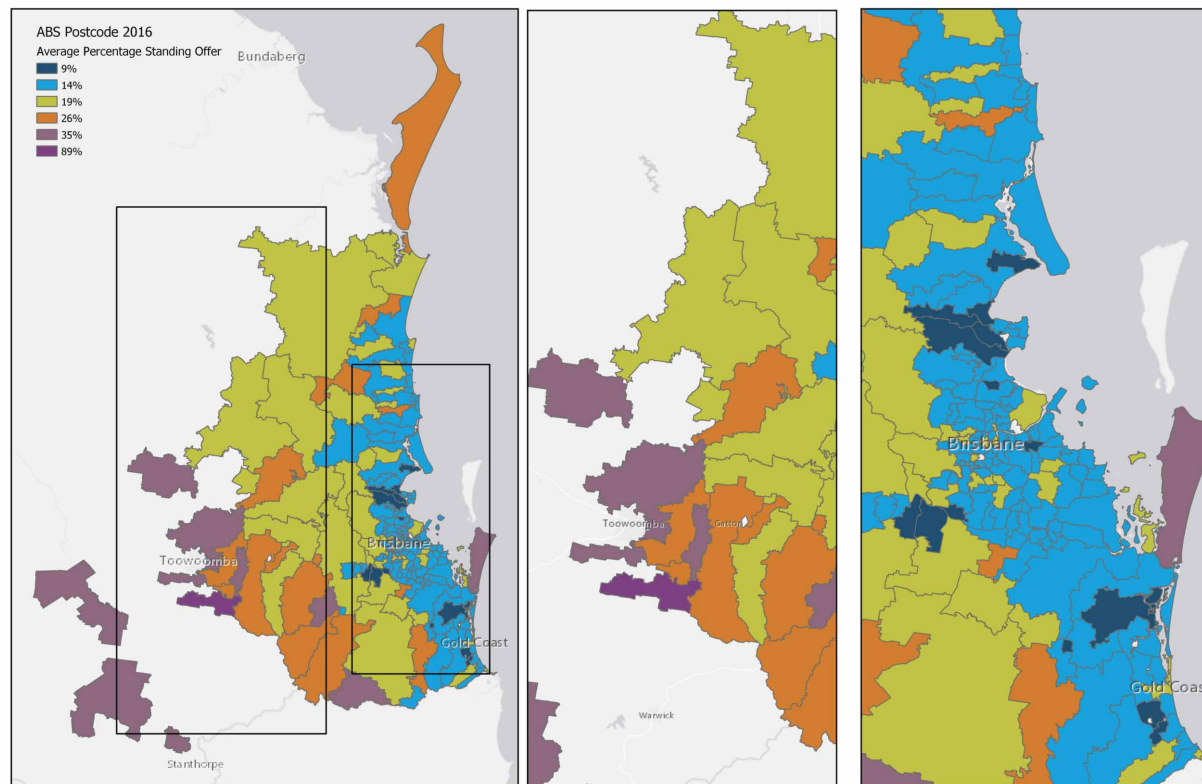 ABS Postcode 2016
Average Percentage Standing Offer
9%
14%
19%
26%
35%
89%
Bundaberg
Brisbane
Toowoomba
Gold Coast
Stanthorpe
Toowoomba
Gatton
Warwick
Brisbane
Gold Coas